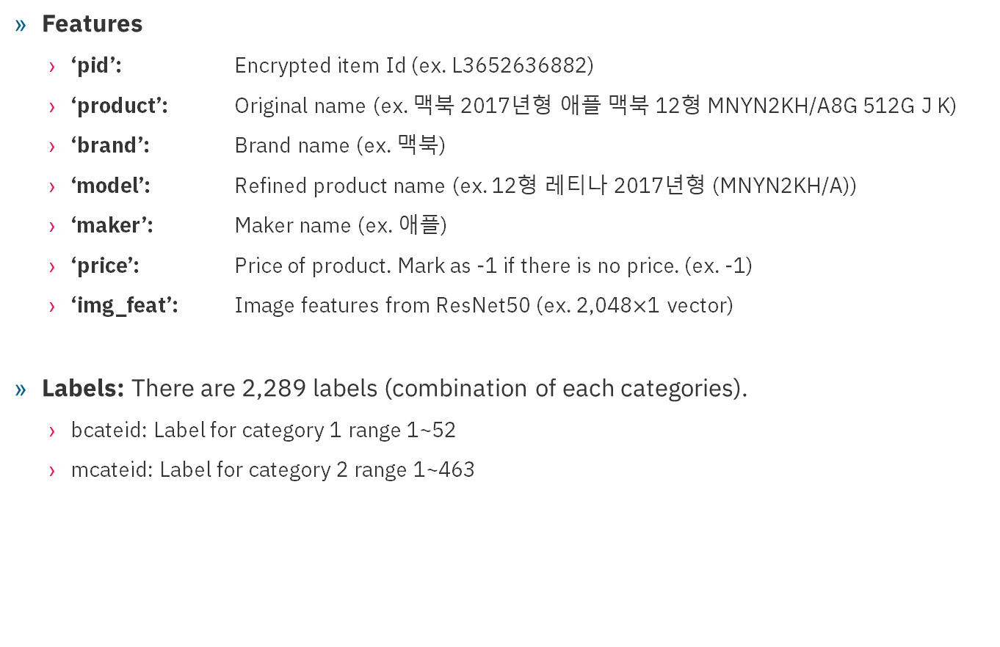 » Features
› ‘pid’: Encrypted item Id (ex. L3652636882)
› ‘product’: Original name (ex. 맥북 2017년형 애플 맥북 12형 MNYN2KH/A8G 512G J K)
› ‘brand’: Brand name (ex. 맥북)
› ‘model’: Refined product name (ex. 12형 레티나 2017년형 (MNYN2KH/A))
› ‘maker’: Maker name (ex. 애플)
› ‘price’: Price of product. Mark as -1 if there is no price. (ex. -1)
› ‘img_feat’: Image features from ResNet50 (ex. 2,048×1 vector)
» Labels: There are 2,289 labels (combination of each categories).
› bcateid: Label for category 1 range 1~52
› mcateid: Label for category 2 range 1~463